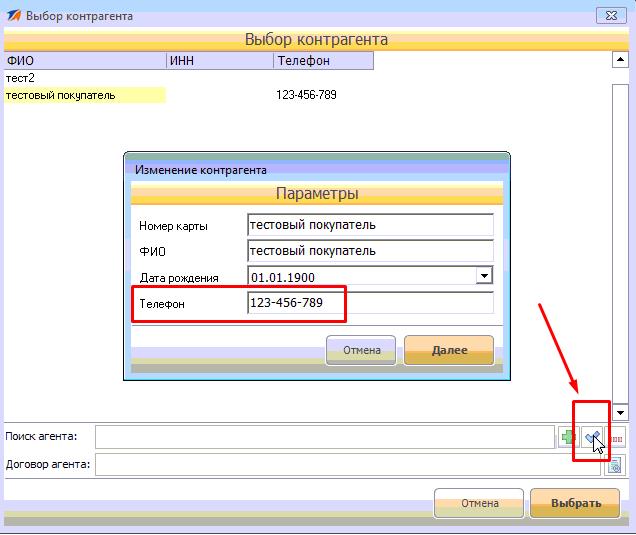 Выбор контрагента
Выбор контрагента
ФИО ИНН Телефон
тест2
тестовый покупатель 123-456-789
Изменение контрагента
Параметры
Номер карты тестовый покупатель
ФИО тестовый покупатель
Дата рождения 01.01.1900
Телефон 123-456-789
Отмена Далее
Поиск агента:
Договор агента:
Отмена Выбрать